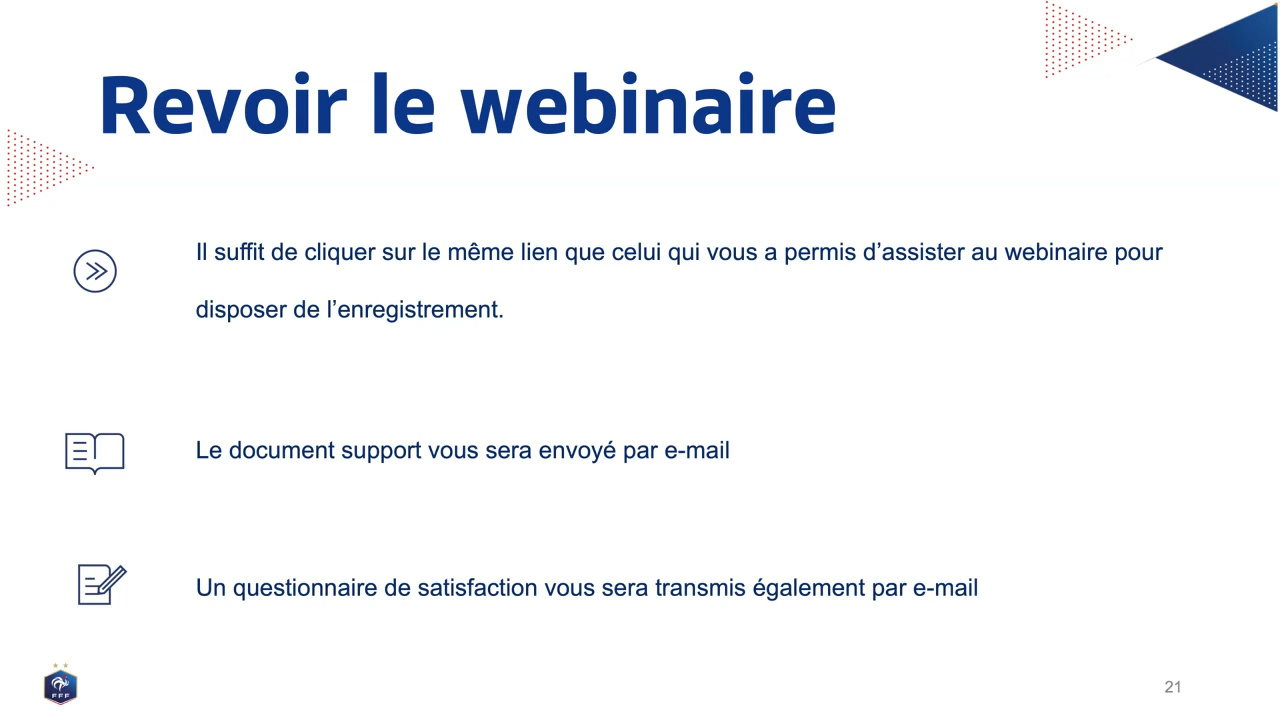 Revoir le webinaire
Il suffit de cliquer sur le même lien que celui qui vous a permis d’assister au webinaire pour
disposer de l’enregistrement.
Le document support vous sera envoyé par e-mail
Un questionnaire de satisfaction vous sera transmis également par e-mail
FFF
21